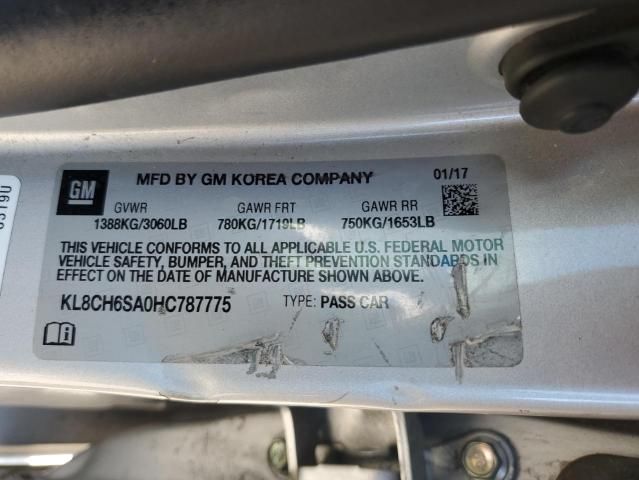 GM
MFD BY GM KOREA COMPANY 01/17
GVWR GAWR FRT GAWR RR
1388KG/3060LB 780KG/1719LB 750KG/1653LB
THIS VEHICLE CONFORMS TO ALL APPLICABLE U.S. FEDERAL MOTOR
VEHICLE SAFETY, BUMPER, AND THEFT PREVENTION STANDARDS IN
EFFECT ON THE DATE OF MANUFACTURE SHOWN ABOVE.
KL8CH6SA0HC787775 TYPE: PASS CAR